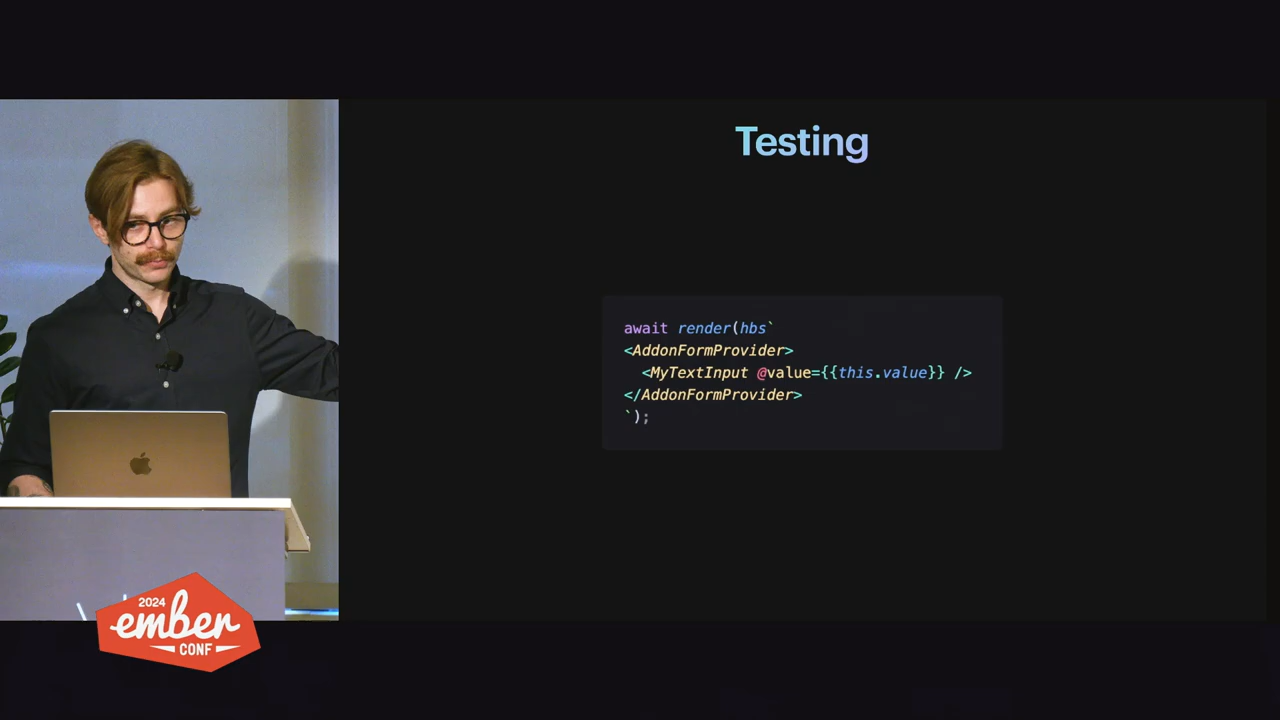 Testing
await render(hbs`
<AddonFormProvider>
  <MyTextInput @value={{this.value}} />
</AddonFormProvider>
`);
2024
ember
CONF